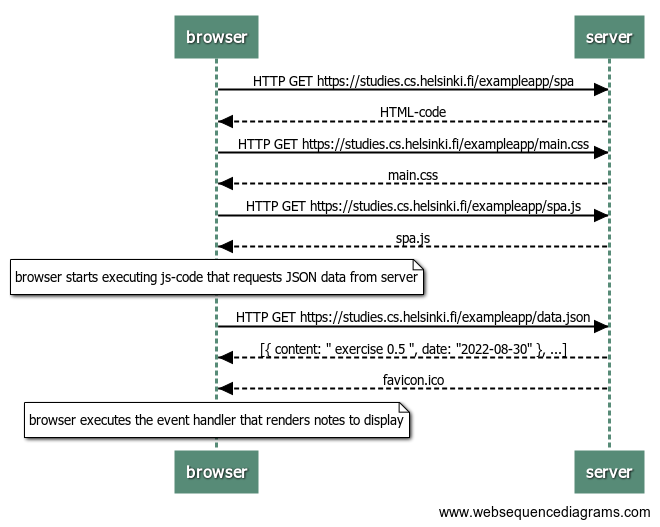 browser server
HTTP GET https://studies.cs.helsinki.fi/exampleapp/spa
HTML-code
HTTP GET https://studies.cs.helsinki.fi/exampleapp/main.css
main.css
HTTP GET https://studies.cs.helsinki.fi/exampleapp/spa.js
spa.js
browser starts executing js-code that requests JSON data from server
HTTP GET https://studies.cs.helsinki.fi/exampleapp/data.json
[{ content: " exercise 0.5 ", date: "2022-08-30" }, ...]
favicon.ico
browser executes the event handler that renders notes to display
browser server
www.websequencediagrams.com